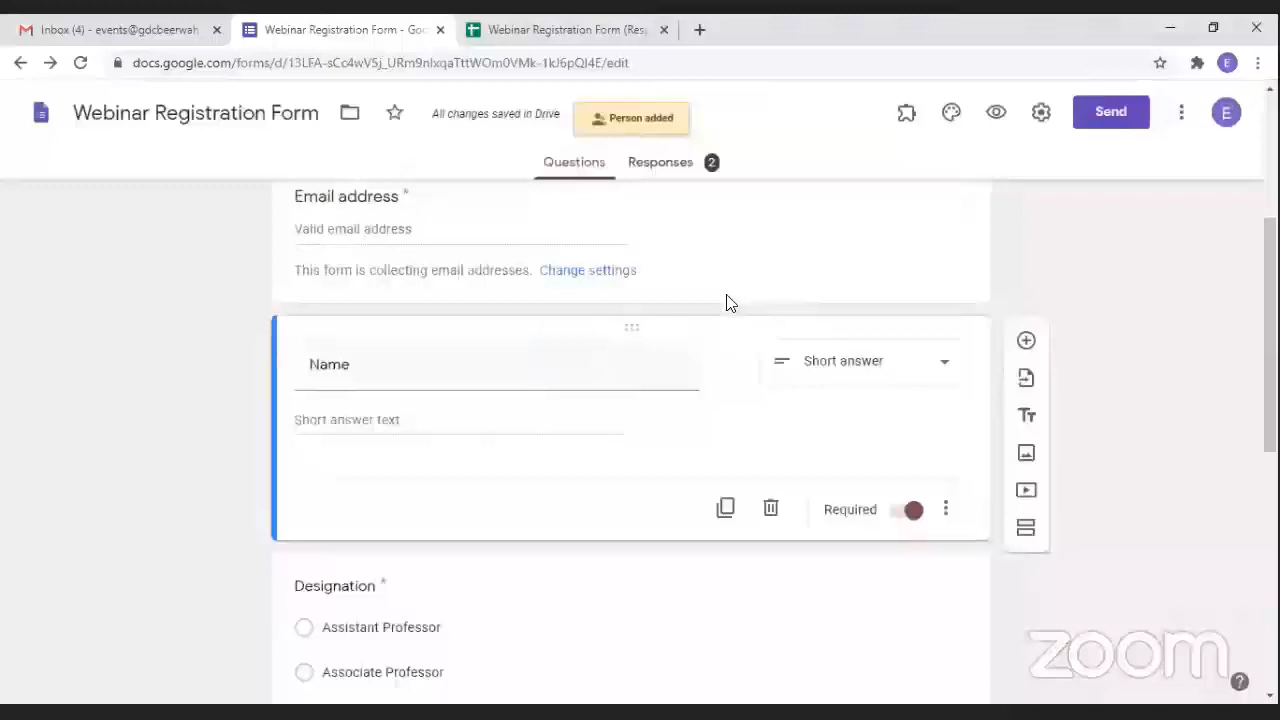 Inbox (4) - events@gdcbeerwah
Webinar Registration Form - Goo
Webinar Registration Form (Resp
docs.google.com/forms/d/13LFA-sCc4wV5j_URm9nlxqaTttWOm0VMk-1kJ6pQI4E/edit
E
Webinar Registration Form
All changes saved in Drive
Person added
Send
E
Questions
Responses
2
Email address *
Valid email address
This form is collecting email addresses. Change settings
Name
Short answer
Short answer text
Required
Designation *
Assistant Professor
Associate Professor
zoom